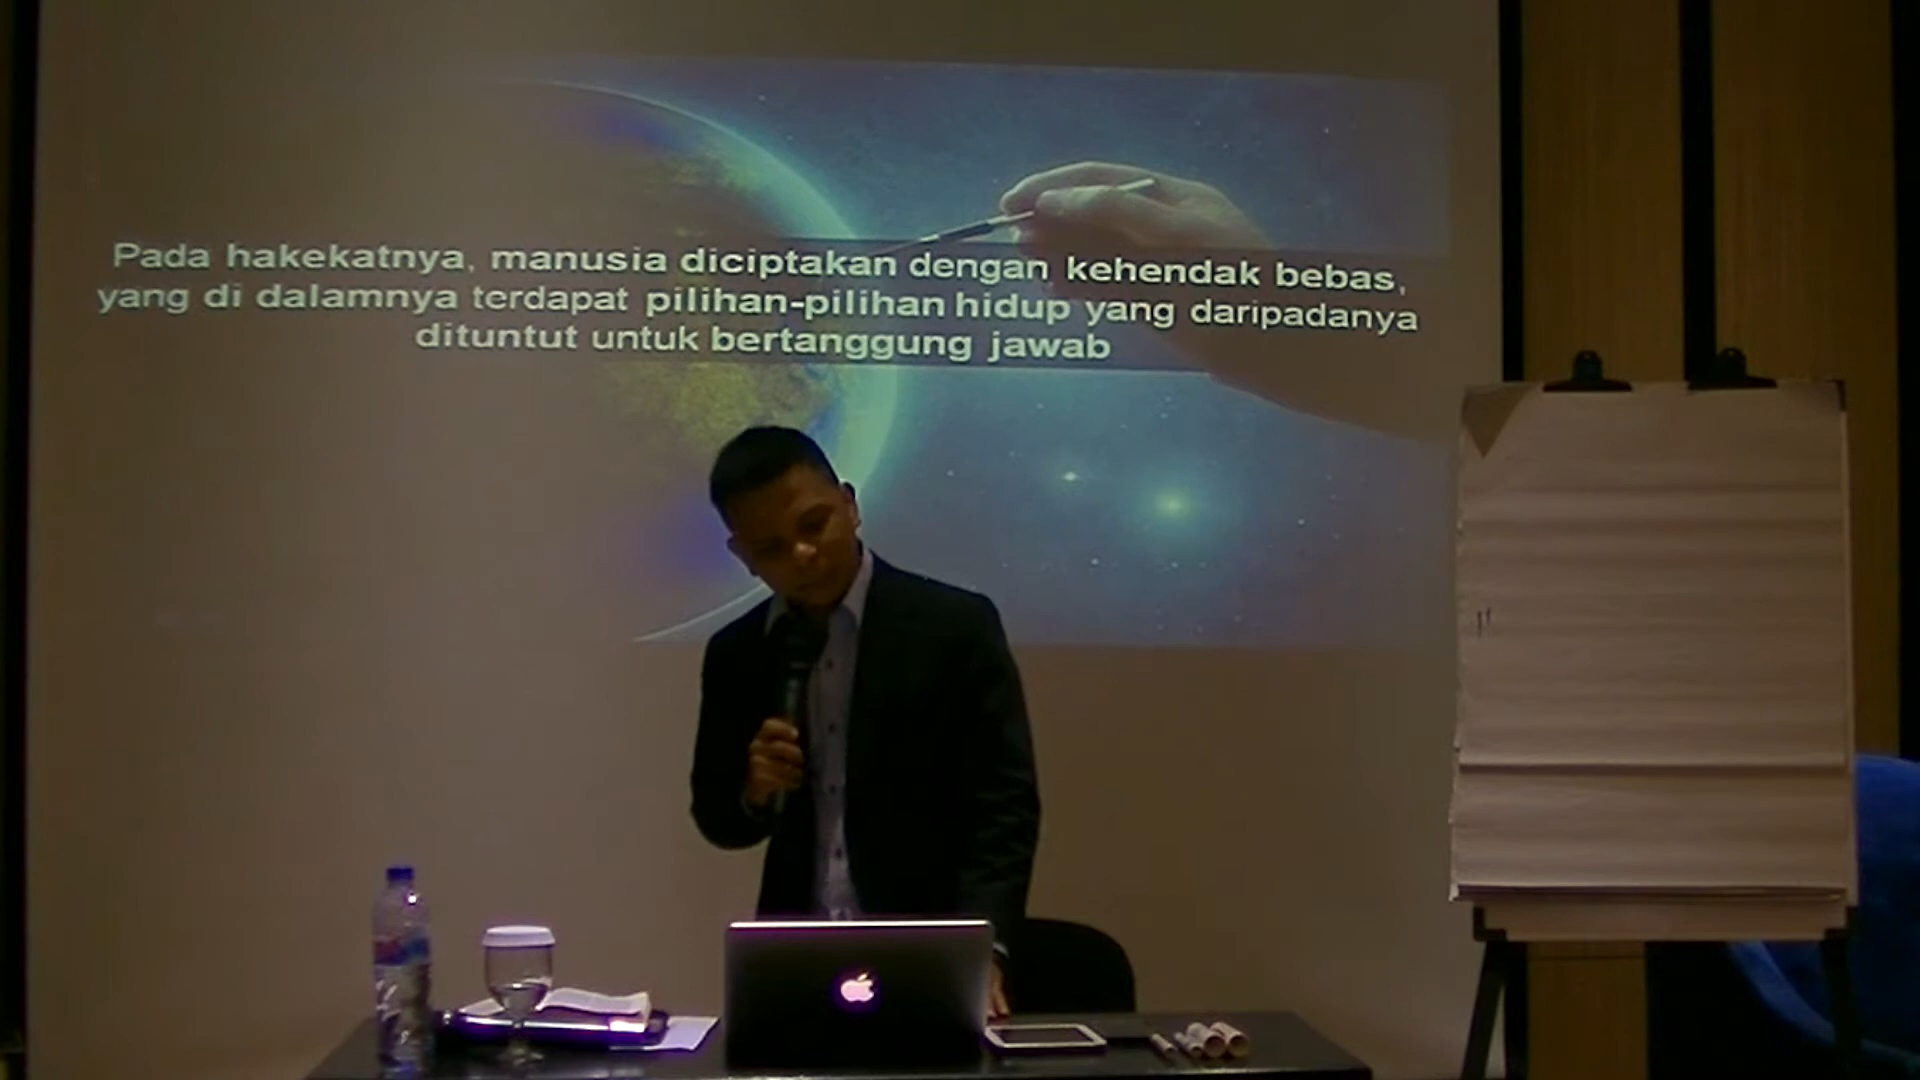 Pada hakekatnya, manusia diciptakan dengan kehendak bebas,
yang di dalamnya terdapat pilihan-pilihan hidup yang daripadanya
dituntut untuk bertanggung jawab